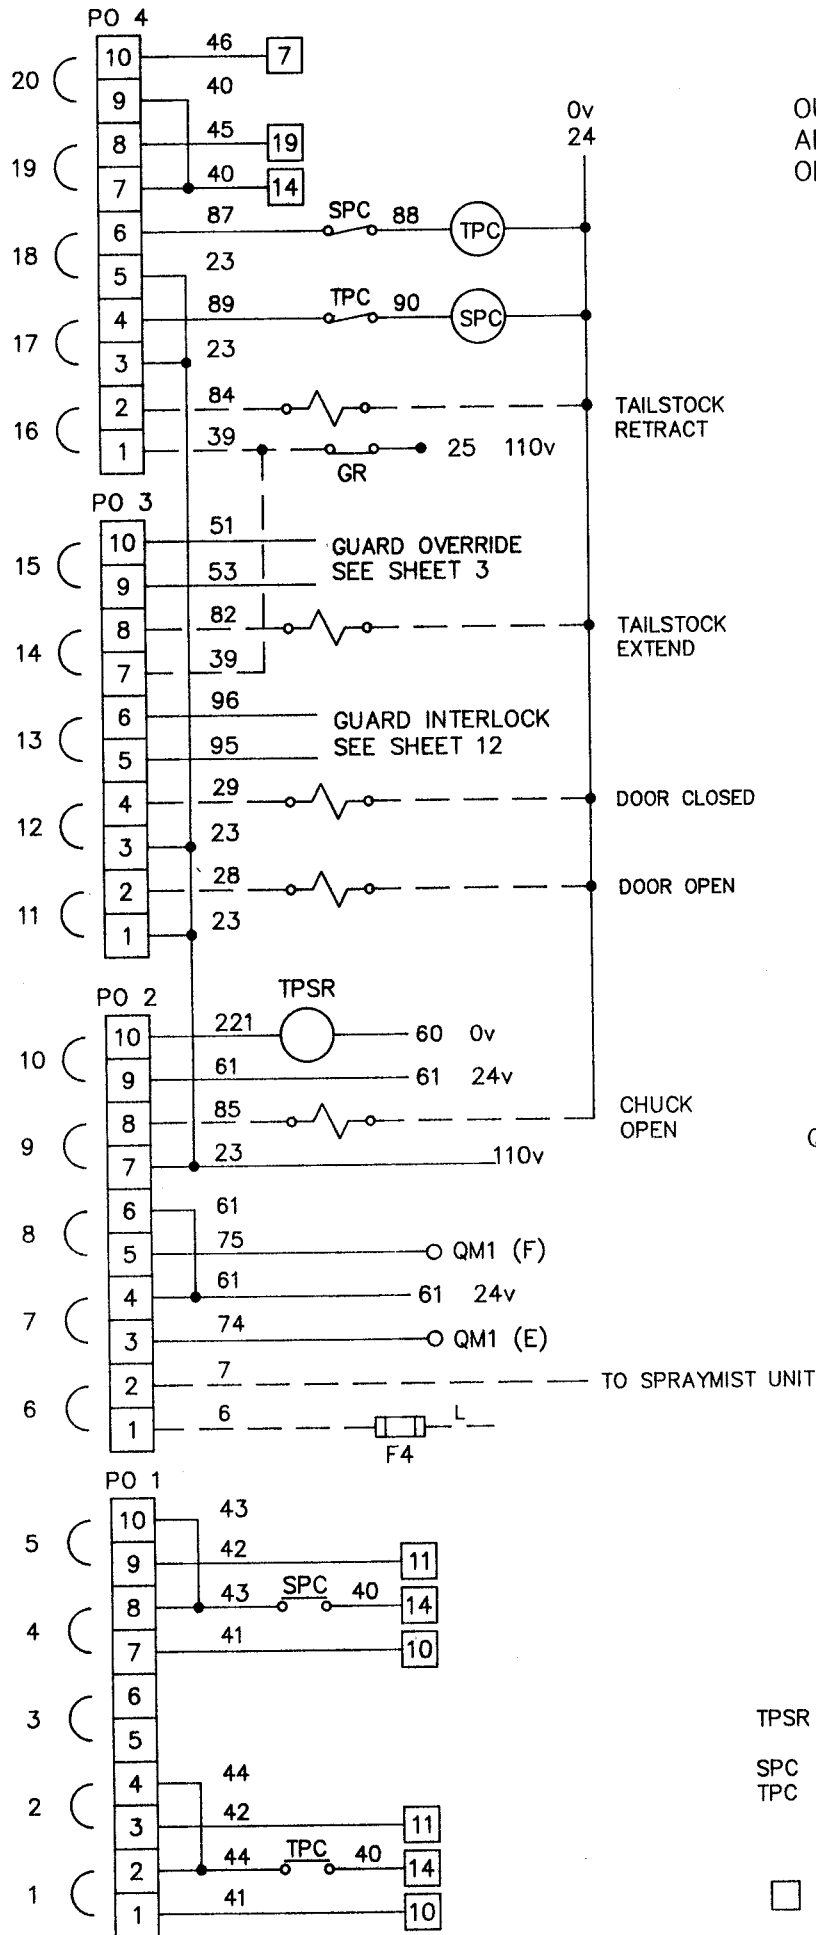 PO 4
10 46 7
20
9 40
8 45 19
19
7 40 14
0v
24
OU
6 87 SPC 88 TPC
18
5 23
4 89 TPC 90 SPC
17
3 23
2 84 TAILSTOCK
RETRACT
16
1 39 GR 25 110v
PO 3
10 51 GUARD OVERRIDE
SEE SHEET 3
15
9 53
8 82 TAILSTOCK
EXTEND
14
7 39
6 96 GUARD INTERLOCK
SEE SHEET 12
13
5 95
4 29 DOOR CLOSED
12
3 23
2 28 DOOR OPEN
11
1 23
PO 2
TPSR
10 221 60 0v
10
9 61 61 24v
8 85 CHUCK
OPEN
9
7 23 110v
6 61
8
5 75 QM1 (F)
4 61 61 24v
7
3 74 QM1 (E)
2 7 TO SPRAYMIST UNIT
6
1 6 F4 L
PO 1
10 43
5
9 42 11
8 43 SPC 40 14
4
7 41 10
6
3
5
TPSR
4 44
SPC
TPC
2
3 42 11
2 44 TPC 40 14
1
1 41 10